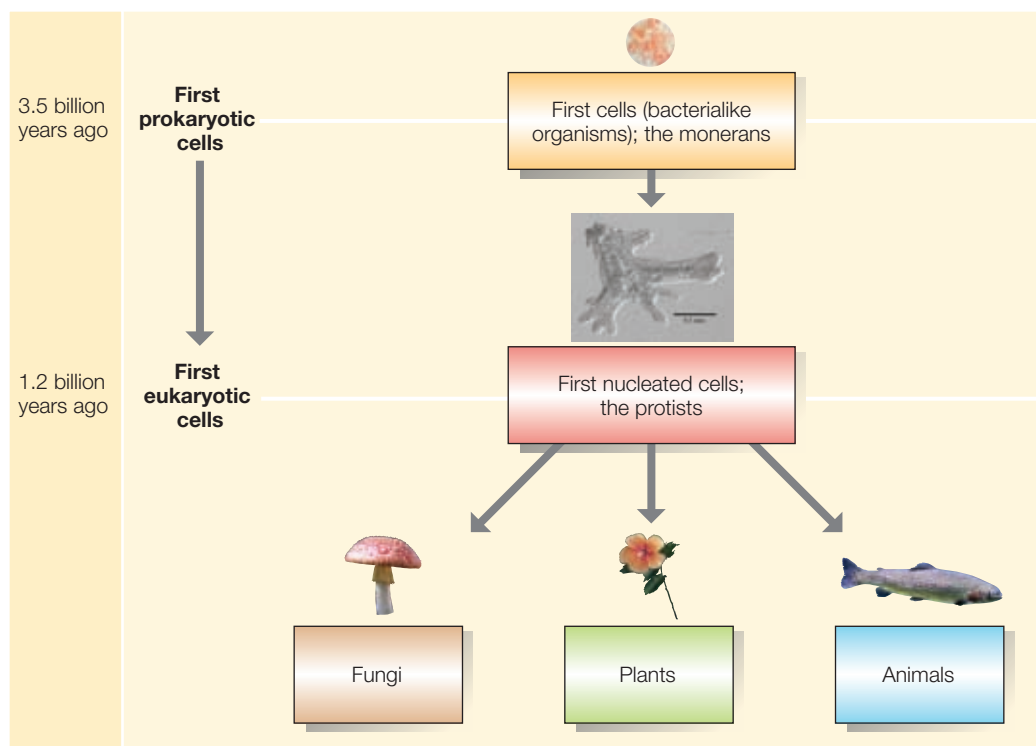 3.5 billion
years ago
First
prokaryotic
cells
First cells (bacterialike
organisms); the monerans
1.2 billion
years ago
First
eukaryotic
cells
First nucleated cells;
the protists
Fungi
Plants
Animals